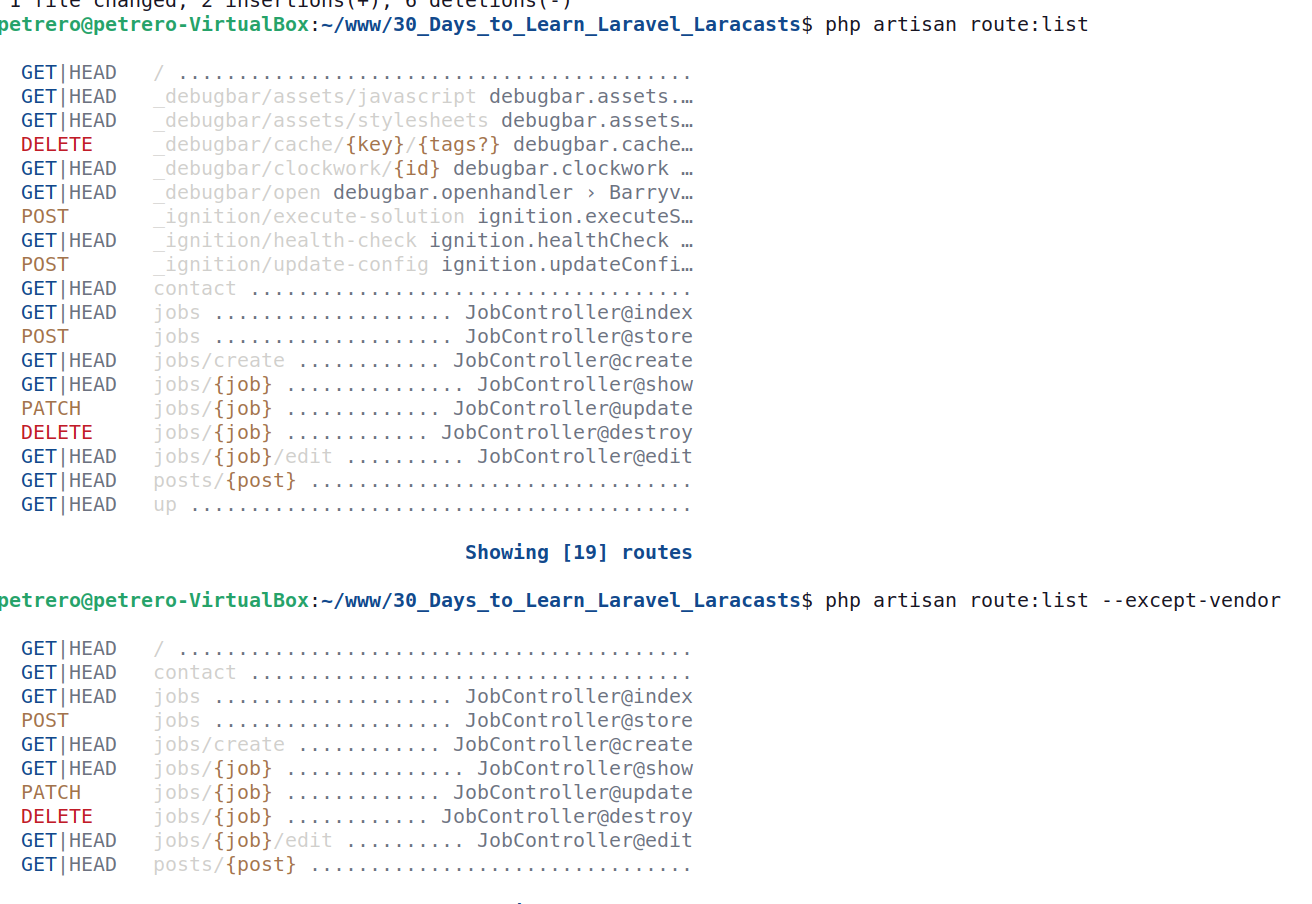 1 file changed, 2 insertions(+), 6 deletions(-)
petrero@petrero-VirtualBox:~/www/30_Days_to_Learn_Laravel_Laracasts$ php artisan route:list
GET|HEAD   / ...........................................
GET|HEAD   _debugbar/assets/javascript debugbar.assets.…
GET|HEAD   _debugbar/assets/stylesheets debugbar.assets…
DELETE     _debugbar/cache/{key}/{tags?} debugbar.cache…
GET|HEAD   _debugbar/clockwork/{id} debugbar.clockwork …
GET|HEAD   _debugbar/open debugbar.openhandler › Barryv…
POST       _ignition/execute-solution ignition.executeS…
GET|HEAD   _ignition/health-check ignition.healthCheck …
POST       _ignition/update-config ignition.updateConfi…
GET|HEAD   contact .....................................
GET|HEAD   jobs .................... JobController@index
POST       jobs .................... JobController@store
GET|HEAD   jobs/create ............ JobController@create
GET|HEAD   jobs/{job} ............... JobController@show
PATCH      jobs/{job} ............. JobController@update
DELETE     jobs/{job} ............ JobController@destroy
GET|HEAD   jobs/{job}/edit .......... JobController@edit
GET|HEAD   posts/{post} ................................
GET|HEAD   up ..........................................
Showing [19] routes
petrero@petrero-VirtualBox:~/www/30_Days_to_Learn_Laravel_Laracasts$ php artisan route:list --except-vendor
GET|HEAD   / ...........................................
GET|HEAD   contact .....................................
GET|HEAD   jobs .................... JobController@index
POST       jobs .................... JobController@store
GET|HEAD   jobs/create ............ JobController@create
GET|HEAD   jobs/{job} ............... JobController@show
PATCH      jobs/{job} ............. JobController@update
DELETE     jobs/{job} ............ JobController@destroy
GET|HEAD   jobs/{job}/edit .......... JobController@edit
GET|HEAD   posts/{post} ................................